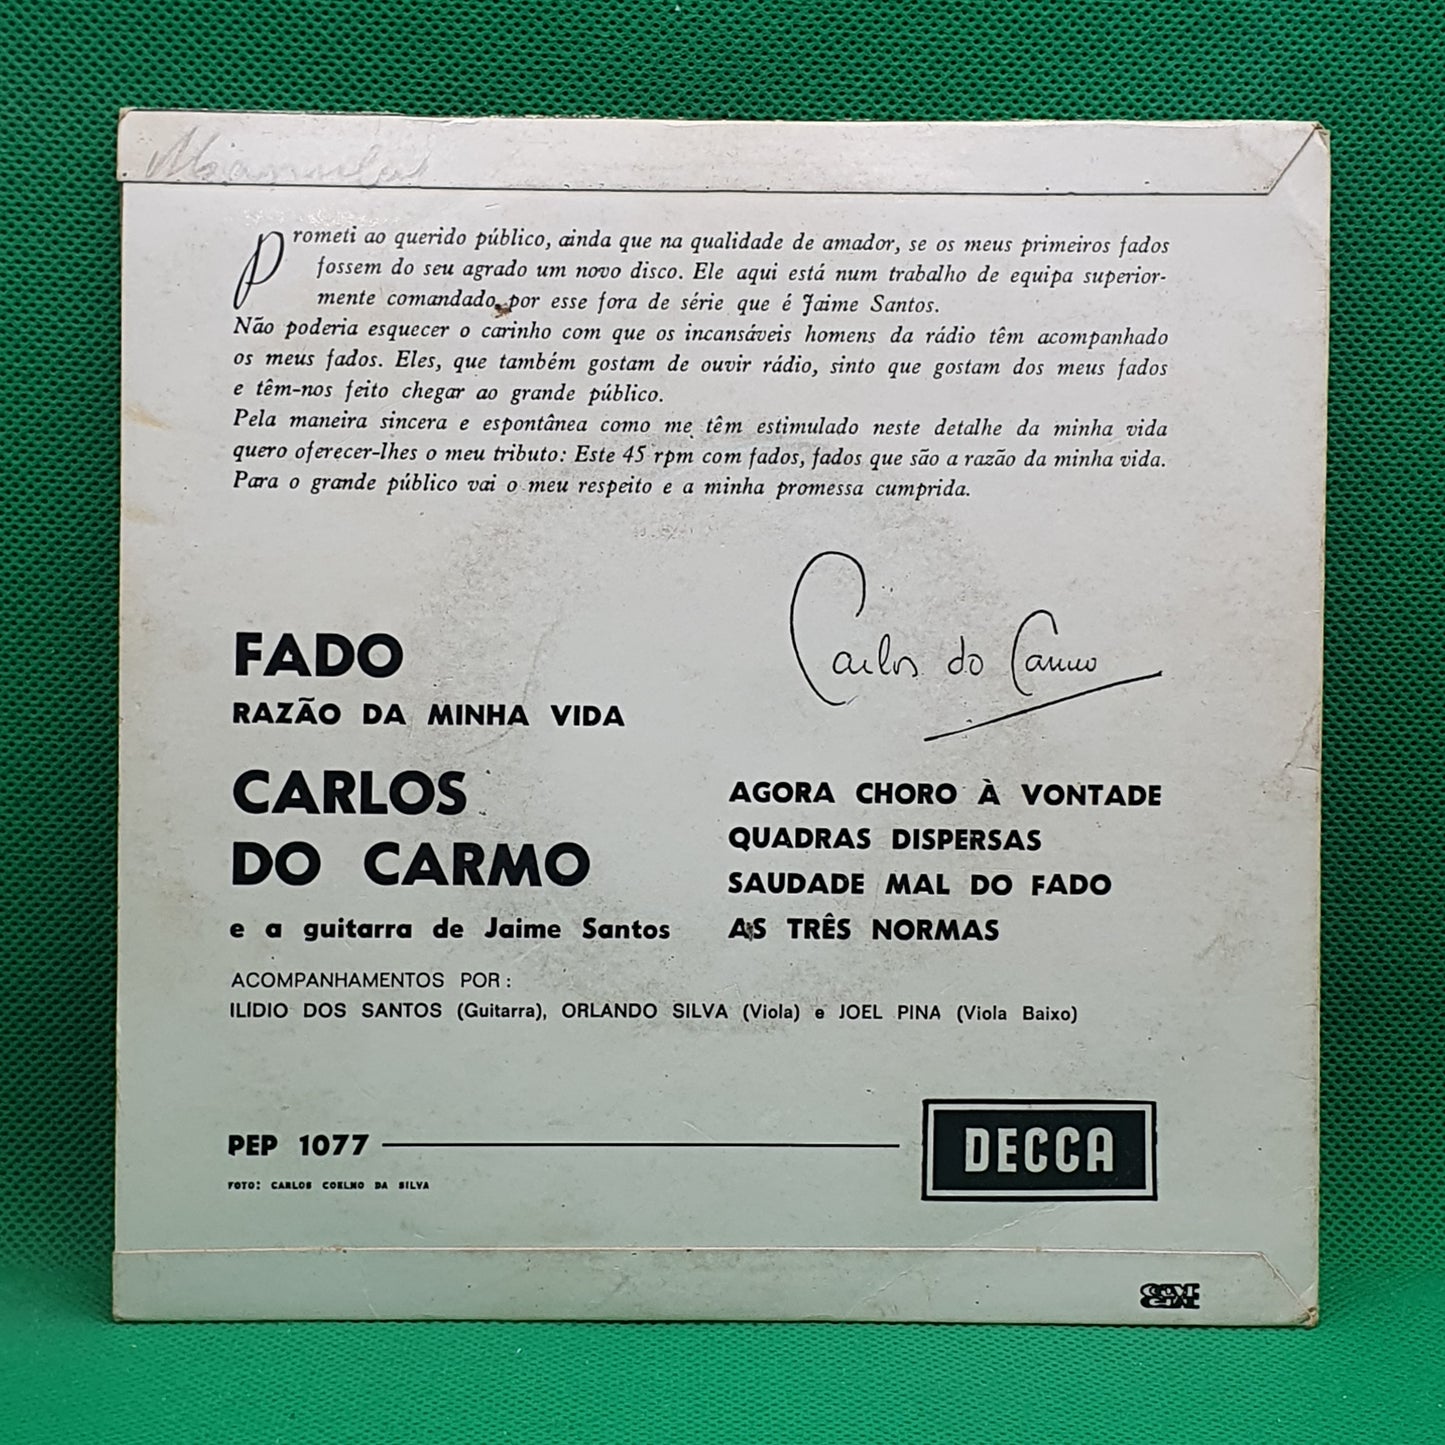 Manuela
Prometi ao querido público, ainda que na qualidade de amador, se os meus primeiros fados
fossem do seu agrado um novo disco. Ele aqui está num trabalho de equipa superior-
mente comandado por esse fora de série que é Jaime Santos.
Não poderia esquecer o carinho com que os incansáveis homens da rádio têm acompanhado
os meus fados. Eles, que também gostam de ouvir rádio, sinto que gostam dos meus fados
e têm-nos feito chegar ao grande público.
Pela maneira sincera e espontânea como me têm estimulado neste detalhe da minha vida
quero oferecer-lhes o meu tributo: Este 45 rpm com fados, fados que são a razão da minha vida.
Para o grande público vai o meu respeito e a minha promessa cumprida.
Carlos do Carmo
FADO
RAZÃO DA MINHA VIDA
CARLOS
DO CARMO
e a guitarra de Jaime Santos
AGORA CHORO À VONTADE
QUADRAS DISPERSAS
SAUDADE MAL DO FADO
AS TRÊS NORMAS
ACOMPANHAMENTOS POR:
ILÍDIO DOS SANTOS (Guitarra), ORLANDO SILVA (Viola) e JOEL PINA (Viola Baixo)
PEP 1077
DECCA
FOTO: CARLOS COELHO DA SILVA